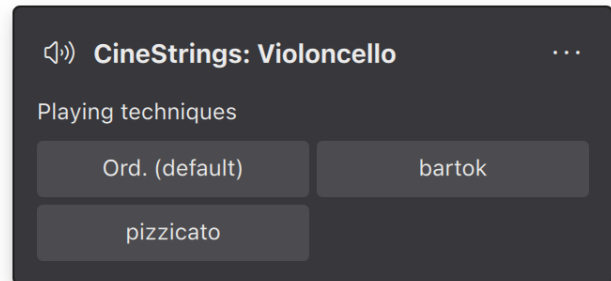 CineStrings: Violoncello
Playing techniques
Ord. (default)
bartok
pizzicato